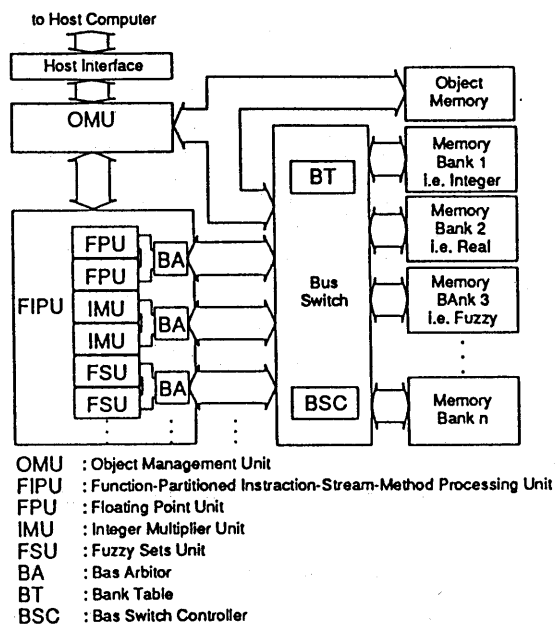 to Host Computer
Host Interface
OMU
Object
Memory
Memory
Bank 1
i.e. Integer
BT
Memory
Bank 2
i.e. Real
FIPU
FPU
FPU
BA
Bus
Switch
Memory
BAnk 3
i.e. Fuzzy
IMU
IMU
BA
FSU
FSU
BA
BSC
Memory
Bank n
OMU : Object Management Unit
FIPU : Function-Partitioned Instraction-Stream-Method Processing Unit
FPU : Floating Point Unit
IMU : Integer Multiplier Unit
FSU : Fuzzy Sets Unit
BA : Bas Arbitor
BT : Bank Table
BSC : Bas Switch Controller